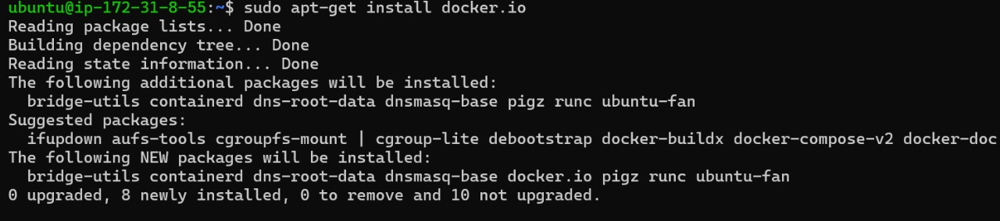 ubuntu@ip-172-31-8-55:~$ sudo apt-get install docker.io
Reading package lists... Done
Building dependency tree... Done
Reading state information... Done
The following additional packages will be installed:
  bridge-utils containerd dns-root-data dnsmasq-base pigz runc ubuntu-fan
Suggested packages:
  ifupdown aufs-tools cgroupfs-mount | cgroup-lite debootstrap docker-buildx docker-compose-v2 docker-doc
The following NEW packages will be installed:
  bridge-utils containerd dns-root-data dnsmasq-base docker.io pigz runc ubuntu-fan
0 upgraded, 8 newly installed, 0 to remove and 10 not upgraded.